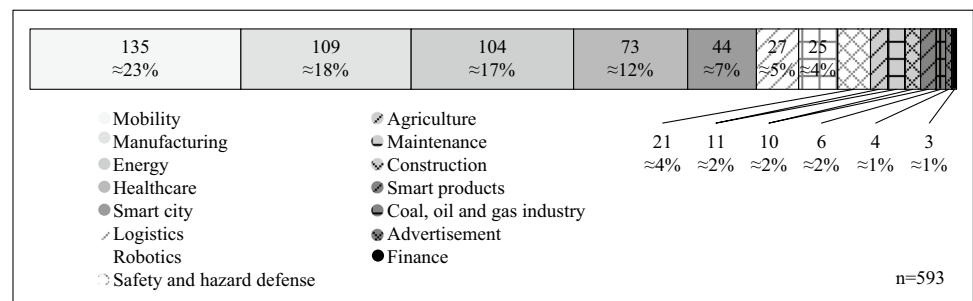 135 109 104 73 44 27 25
≈23% ≈18% ≈17% ≈12% ≈7% ≈5% ≈4%
21 11 10 6 4 3
≈4% ≈2% ≈2% ≈2% ≈1% ≈1%
Mobility
Manufacturing
Energy
Healthcare
Smart city
Logistics
Robotics
Safety and hazard defense
Agriculture
Maintenance
Construction
Smart products
Coal, oil and gas industry
Advertisement
Finance
n=593